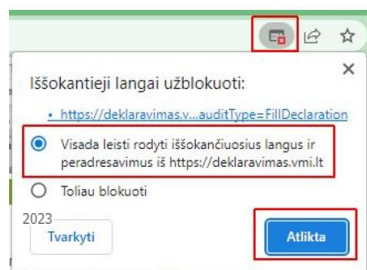 Iššokantieji langai užblokuoti:
https://deklaravimas.v...auditType=FillDeclaration
Visada leisti rodyti iššokančiuosius langus ir
peradresavimus iš https://deklaravimas.vmi.lt
Toliau blokuoti
2023
Tvarkyti
Atlikta